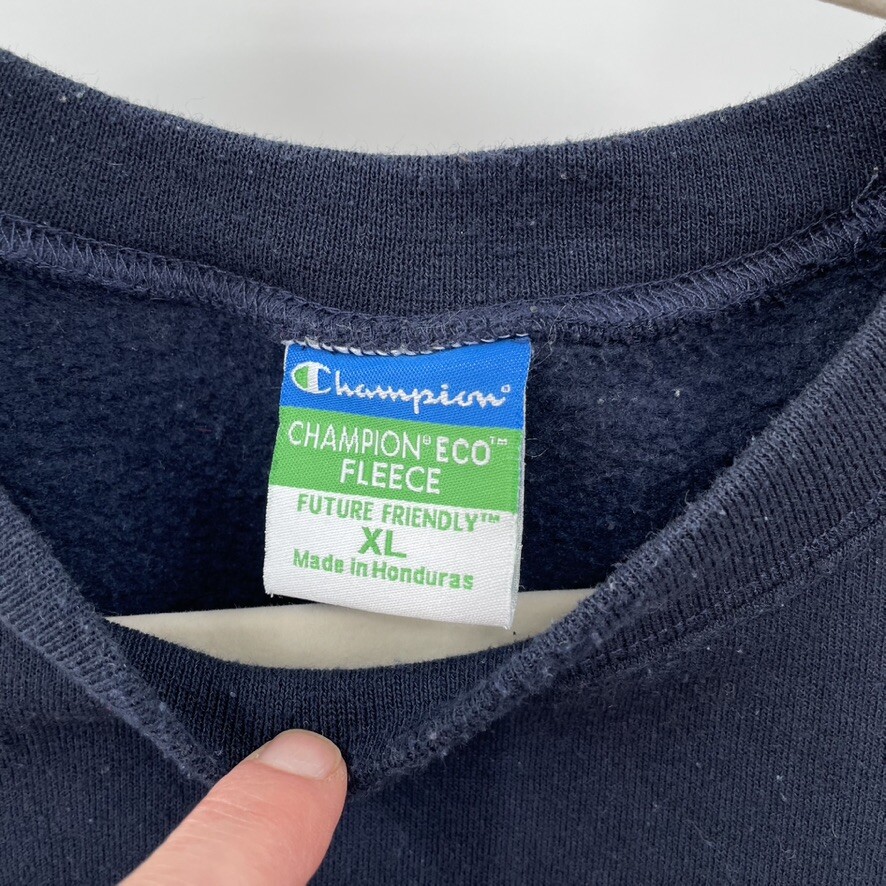 Champion®
CHAMPION® ECO™
FLEECE
FUTURE FRIENDLY™
XL
Made in Honduras